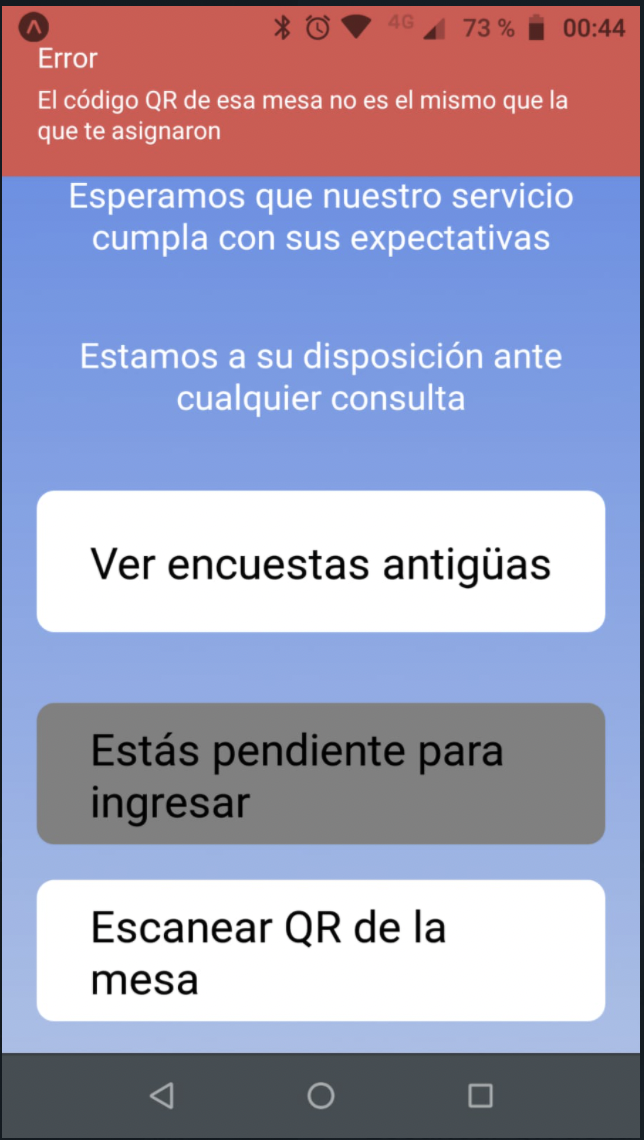 4G 73 % 00:44
Error
El código QR de esa mesa no es el mismo que la
que te asignaron
Esperamos que nuestro servicio
cumpla con sus expectativas
Estamos a su disposición ante
cualquier consulta
Ver encuestas antigüas
Estás pendiente para
ingresar
Escanear QR de la
mesa